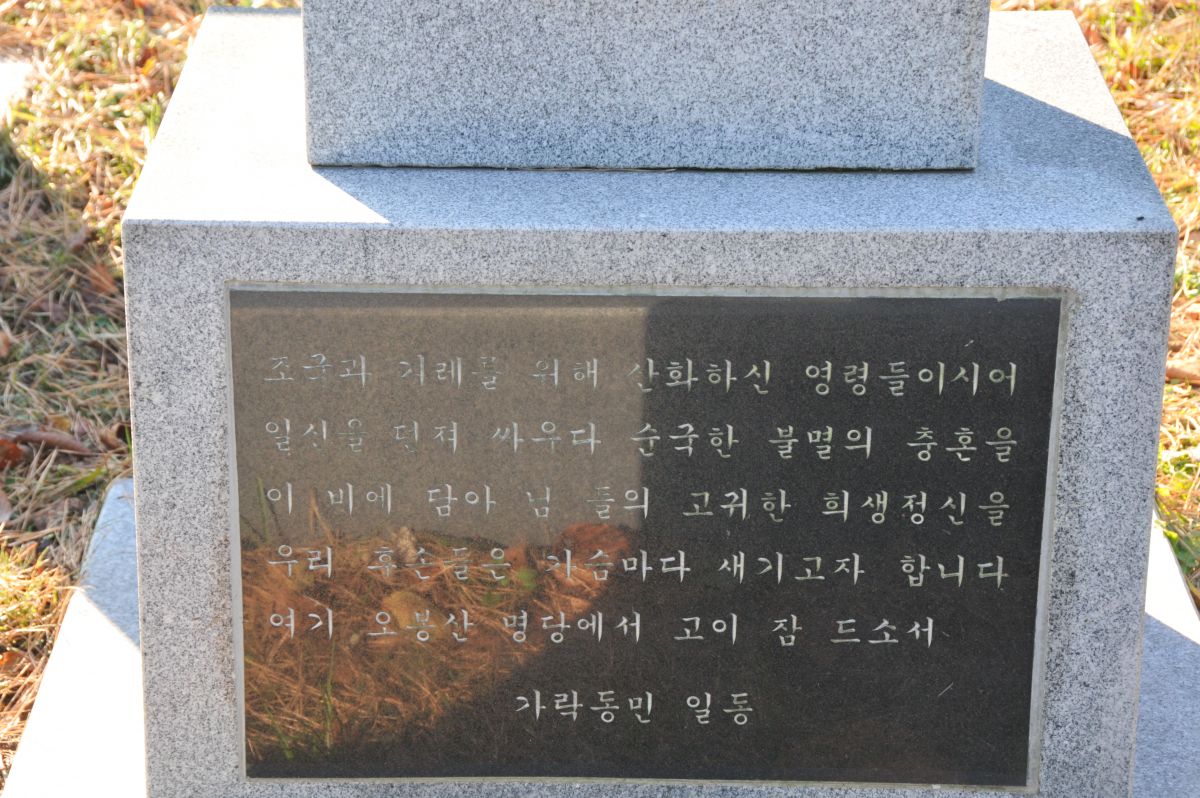 조국과 겨레를 위해 산화하신 영령들이시어
일신을 던져 싸우다 순국한 불멸의 충혼을
이 비에 담아 님 들의 고귀한 희생정신을
우리 후손들은 가슴마다 새기고자 합니다
여기 오봉산 명당에서 고이 잠 드소서
가락동민 일동